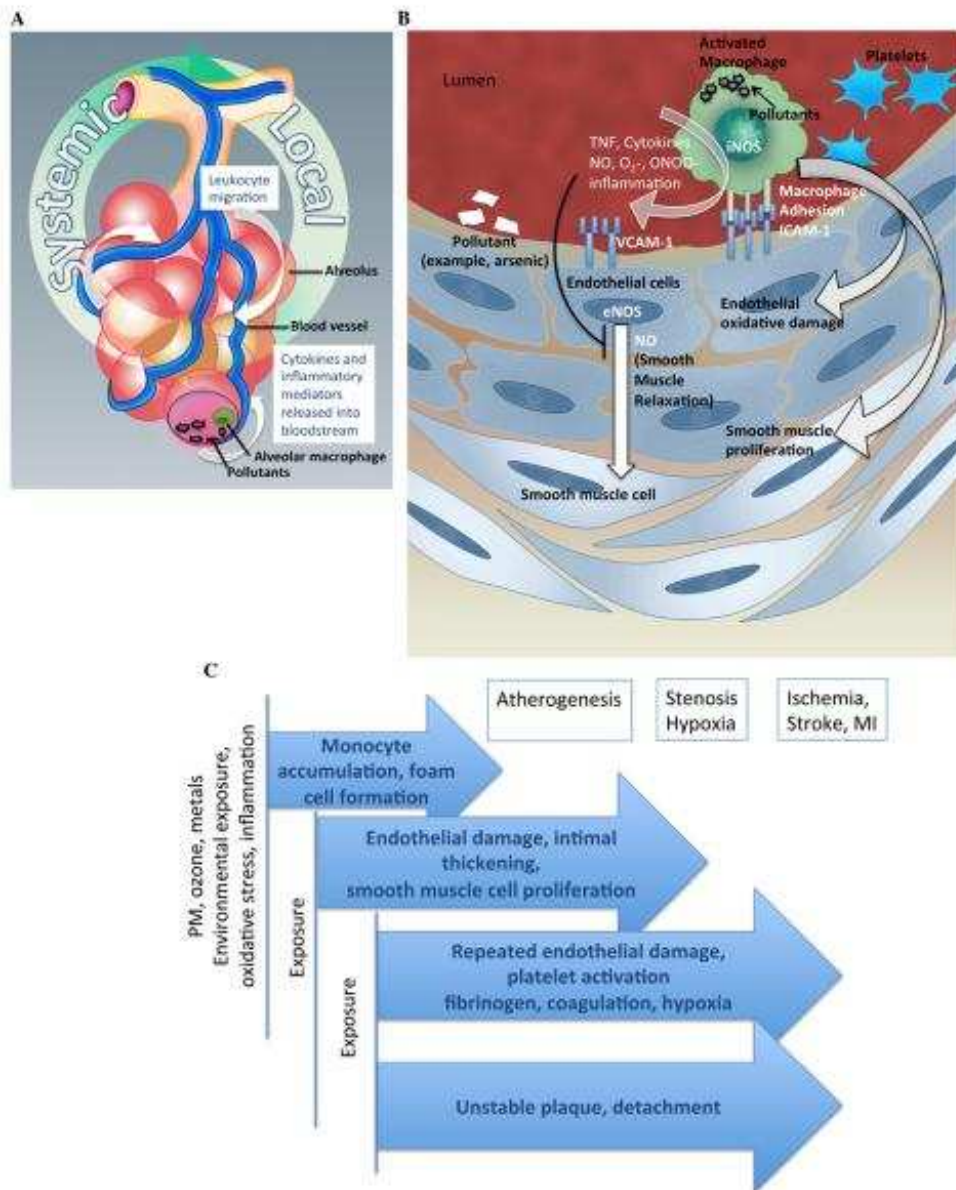 A
Systemic
Local
Leukocyte
migration
Alveolus
Blood vessel
Cytokines and
inflammatory
mediators
released into
bloodstream
Alveolar macrophage
Pollutants
B
Activated
Macrophage
Platelets
Lumen
Pollutants
iNOS
TNF, Cytokines
NO, O₂-, ONOO-
inflammation
Macrophage
Adhesion
ICAM-1
Pollutant
(example, arsenic)
VCAM-1
Endothelial cells
Endothelial
oxidative damage
eNOS
NO
(Smooth
Muscle
Relaxation)
Smooth muscle
proliferation
Smooth muscle cell
C
Atherogenesis
Stenosis
Hypoxia
Ischemia,
Stroke, MI
PM, ozone, metals
Environmental exposure,
oxidative stress, inflammation
Monocyte
accumulation, foam
cell formation
Exposure
Endothelial damage, intimal
thickening,
smooth muscle cell proliferation
Exposure
Repeated endothelial damage,
platelet activation
fibrinogen, coagulation, hypoxia
Unstable plaque, detachment